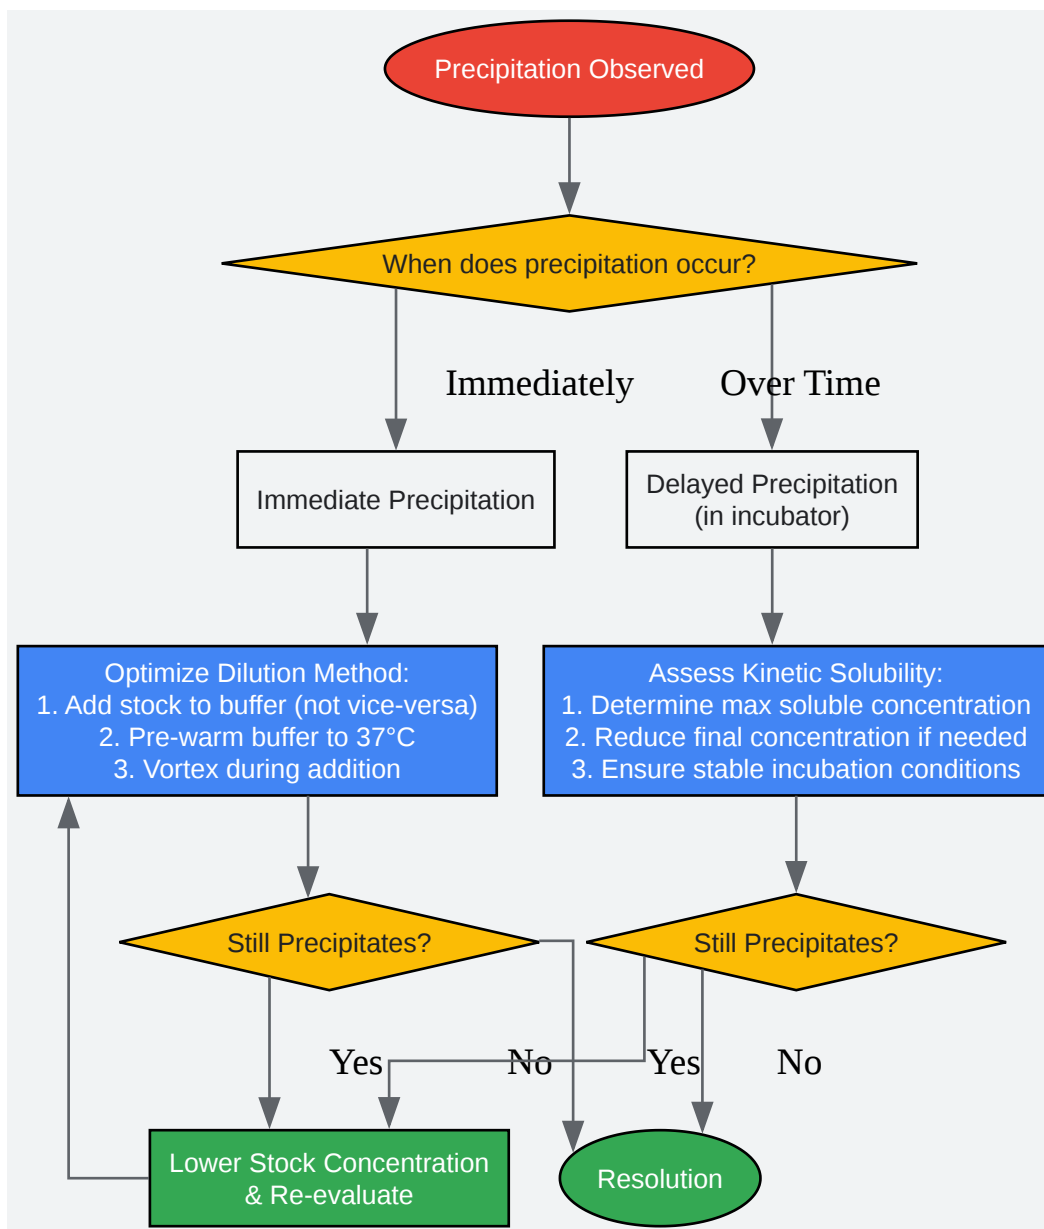 Precipitation Observed
When does precipitation occur?
Immediately
Over Time
Immediate Precipitation
Delayed Precipitation
(in incubator)
Optimize Dilution Method:
1. Add stock to buffer (not vice-versa)
2. Pre-warm buffer to 37°C
3. Vortex during addition
Assess Kinetic Solubility:
1. Determine max soluble concentration
2. Reduce final concentration if needed
3. Ensure stable incubation conditions
Still Precipitates?
Still Precipitates?
Yes
No
Yes
No
Lower Stock Concentration
& Re-evaluate
Resolution